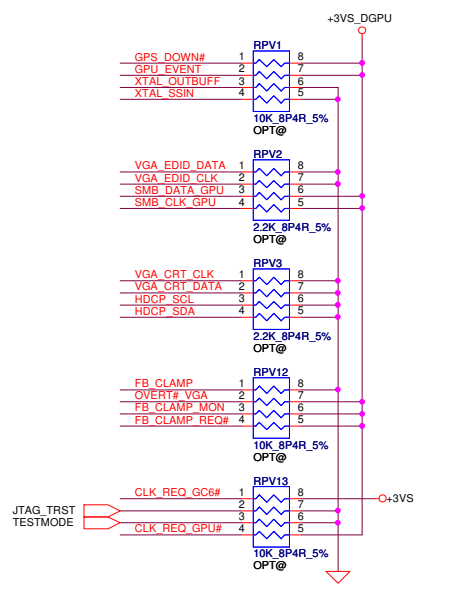 +3VS_DGPU
RPV1
GPS_DOWN# 1 8
GPU_EVENT 2 7
XTAL_OUTBUFF 3 6
XTAL_SSIN 4 5
10K_8P4R_5%
OPT@
RPV2
VGA_EDID_DATA 1 8
VGA_EDID_CLK 2 7
SMB_DATA_GPU 3 6
SMB_CLK_GPU 4 5
2.2K_8P4R_5%
OPT@
RPV3
VGA_CRT_CLK 1 8
VGA_CRT_DATA 2 7
HDCP_SCL 3 6
HDCP_SDA 4 5
2.2K_8P4R_5%
OPT@
RPV12
FB_CLAMP 1 8
OVERT#_VGA 2 7
FB_CLAMP_MON 3 6
FB_CLAMP_REQ# 4 5
10K_8P4R_5%
OPT@
RPV13
CLK_REQ_GC6# 1 8 +3VS
JTAG_TRST 2 7
TESTMODE 3 6
CLK_REQ_GPU# 4 5
10K_8P4R_5%
OPT@